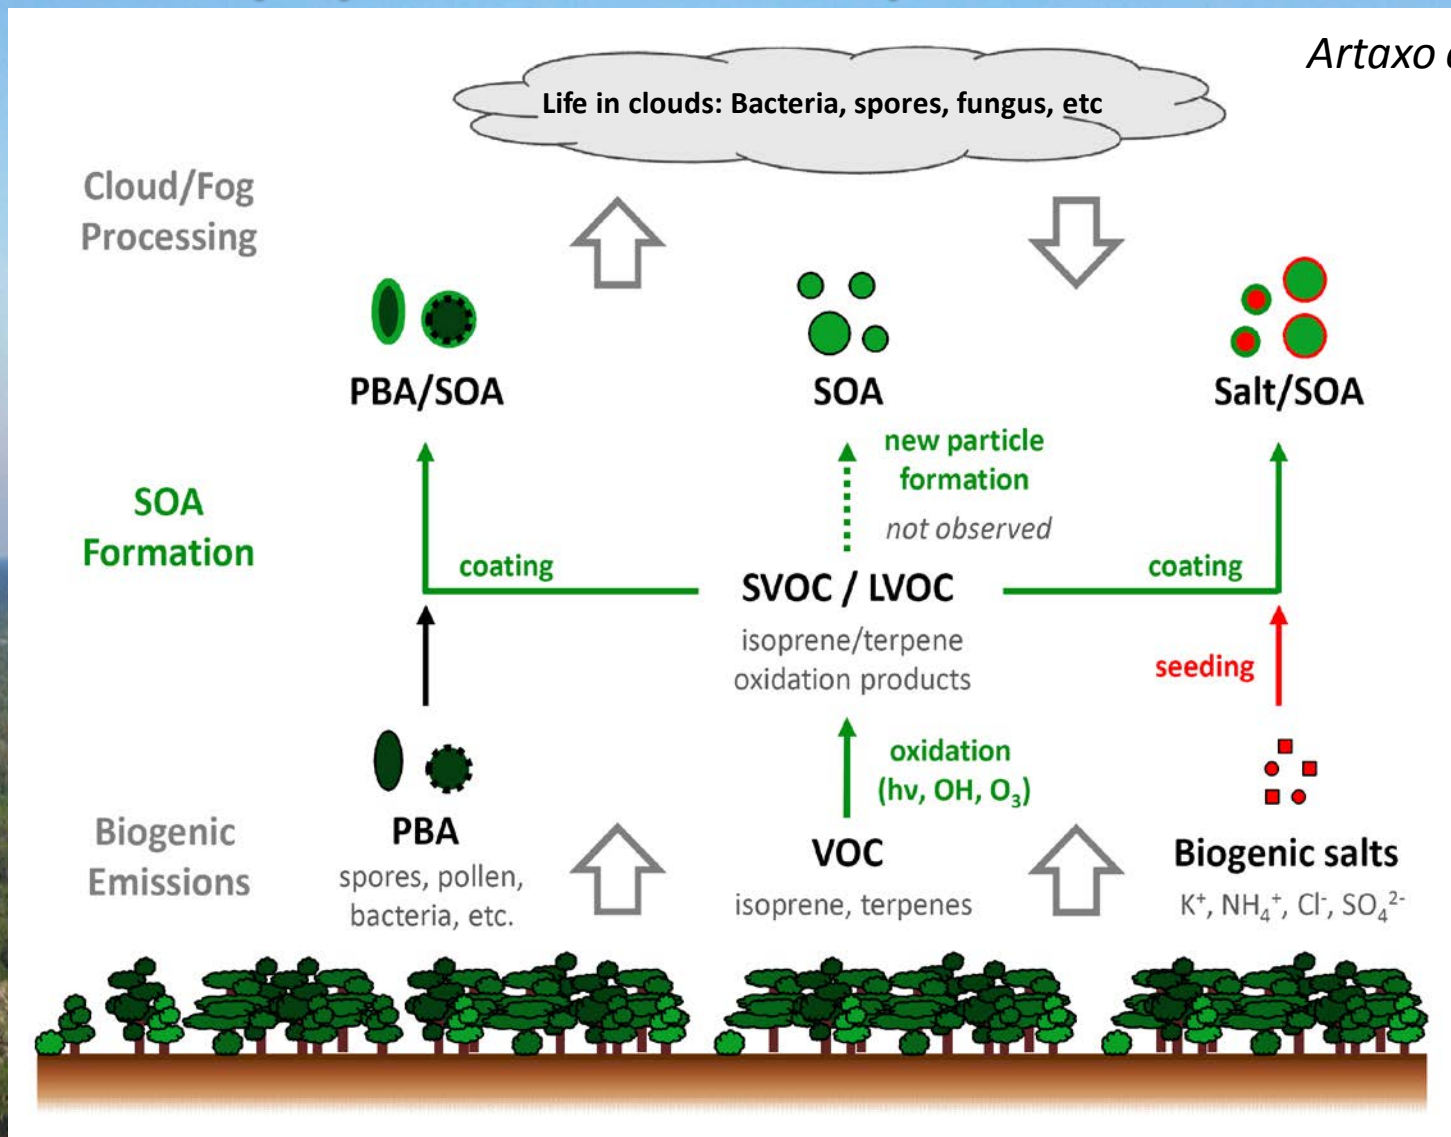 Artaxo
Life in clouds: Bacteria, spores, fungus, etc
Cloud/Fog
Processing
PBA/SOA
SOA
Salt/SOA
new particle
formation
not observed
SOA
Formation
coating
SVOC / LVOC
coating
isoprene/terpene
oxidation products
seeding
oxidation
(hν, OH, O₃)
Biogenic
Emissions
PBA
spores, pollen,
bacteria, etc.
VOC
isoprene, terpenes
Biogenic salts
K⁺, NH₄⁺, Cl⁻, SO₄²⁻